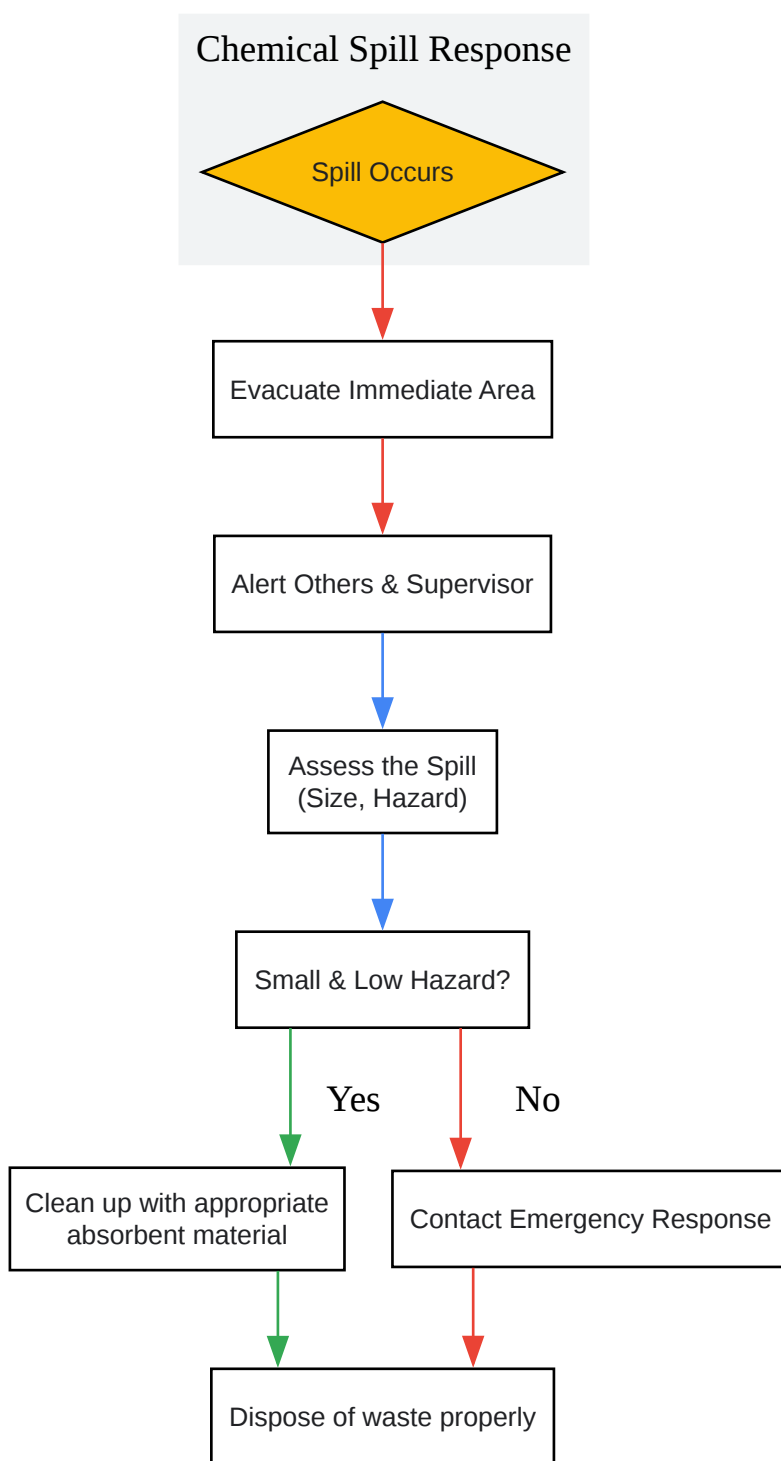 Chemical Spill Response
Spill Occurs
Evacuate Immediate Area
Alert Others & Supervisor
Assess the Spill
(Size, Hazard)
Small & Low Hazard?
Yes
No
Clean up with appropriate
absorbent material
Contact Emergency Response
Dispose of waste properly